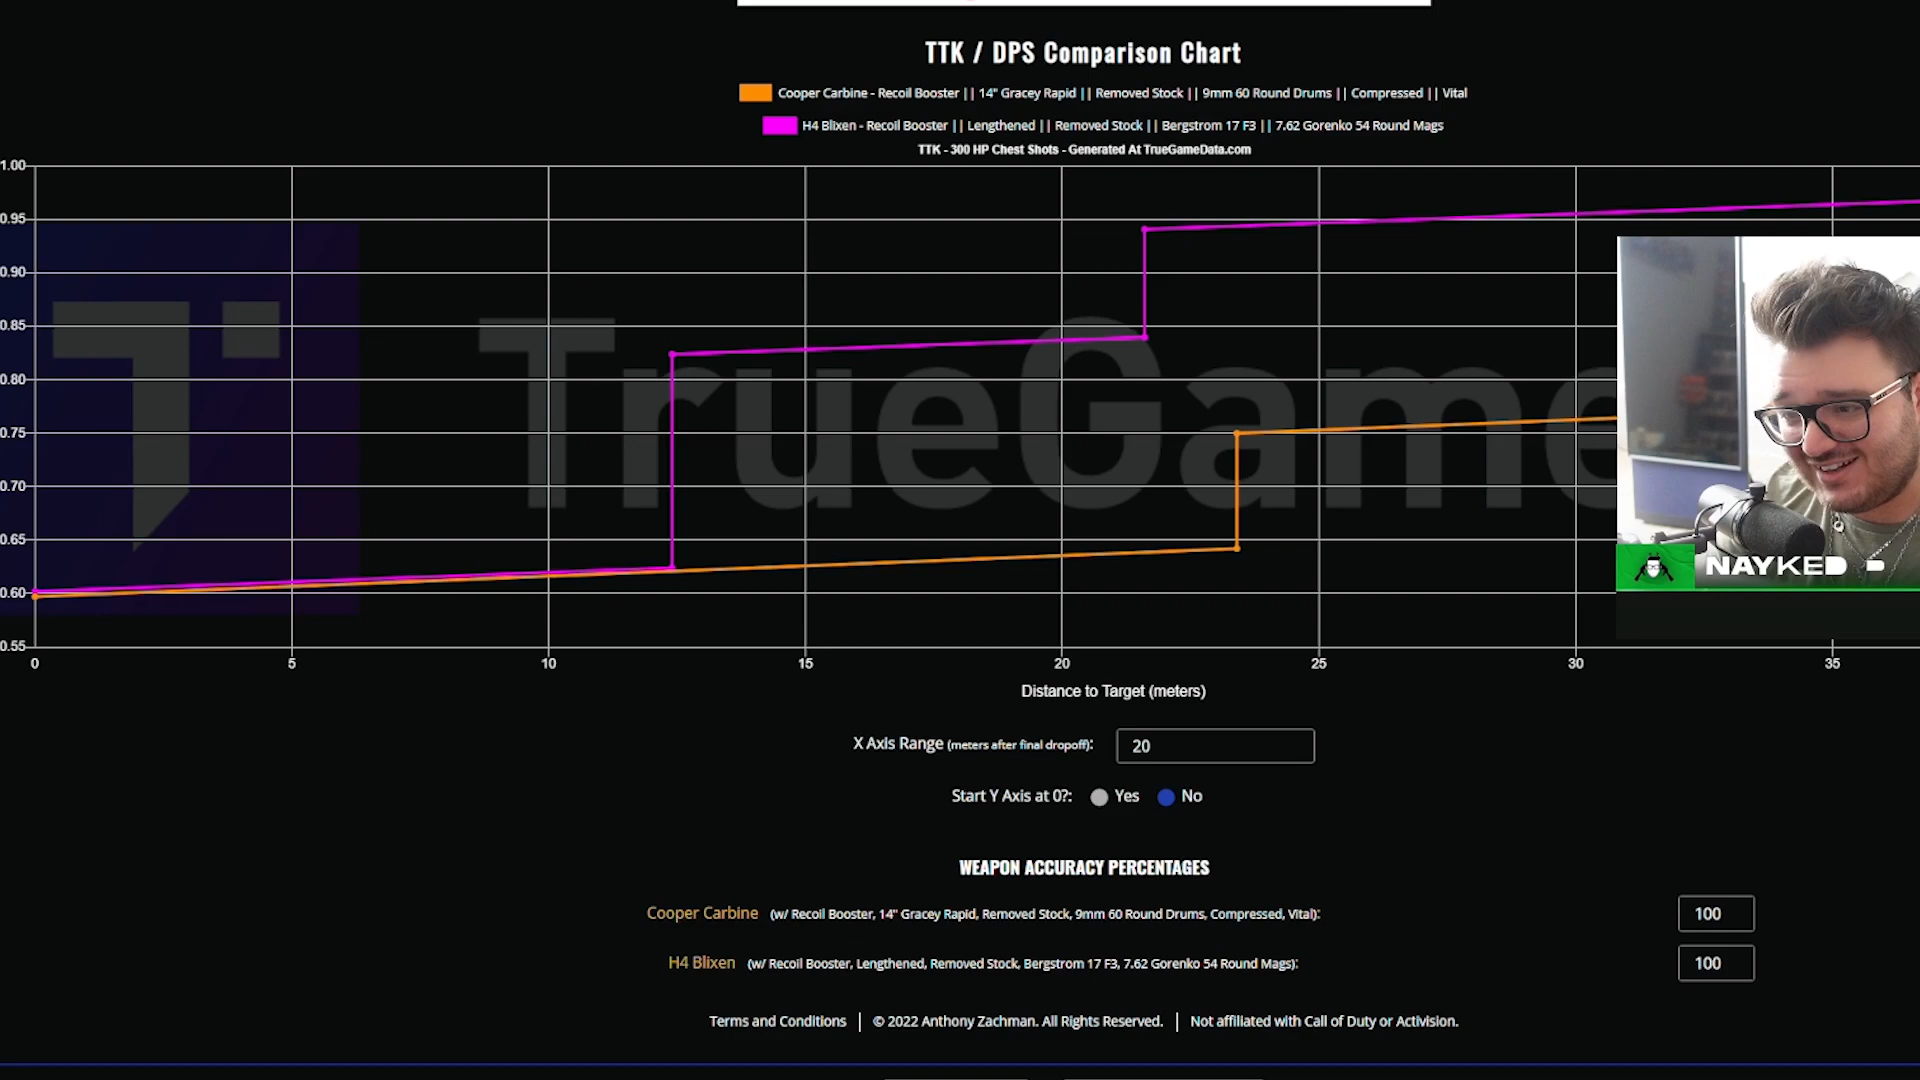 TTK / DPS Comparison Chart
Cooper Carbine - Recoil Booster || 14" Gracey Rapid || Removed Stock || 9mm 60 Round Drums || Compressed || Vital
H4 Blixen - Recoil Booster || Lengthened || Removed Stock || Bergstrom 17 F3 || 7.62 Gorenko 54 Round Mags
TTK - 300 HP Chest Shots - Generated At TrueGameData.com
1.00
0.95
0.90
0.85
0.80
0.75
0.70
0.65
0.60
0.55
TrueGame
NAYKED
0 5 10 15 20 25 30 35
Distance to Target (meters)
X Axis Range (meters after final dropoff): 20
Start Y Axis at 0?: Yes No
WEAPON ACCURACY PERCENTAGES
Cooper Carbine (w/ Recoil Booster, 14" Gracey Rapid, Removed Stock, 9mm 60 Round Drums, Compressed, Vital): 100
H4 Blixen (w/ Recoil Booster, Lengthened, Removed Stock, Bergstrom 17 F3, 7.62 Gorenko 54 Round Mags): 100
Terms and Conditions | © 2022 Anthony Zachman. All Rights Reserved. | Not affiliated with Call of Duty or Activision.